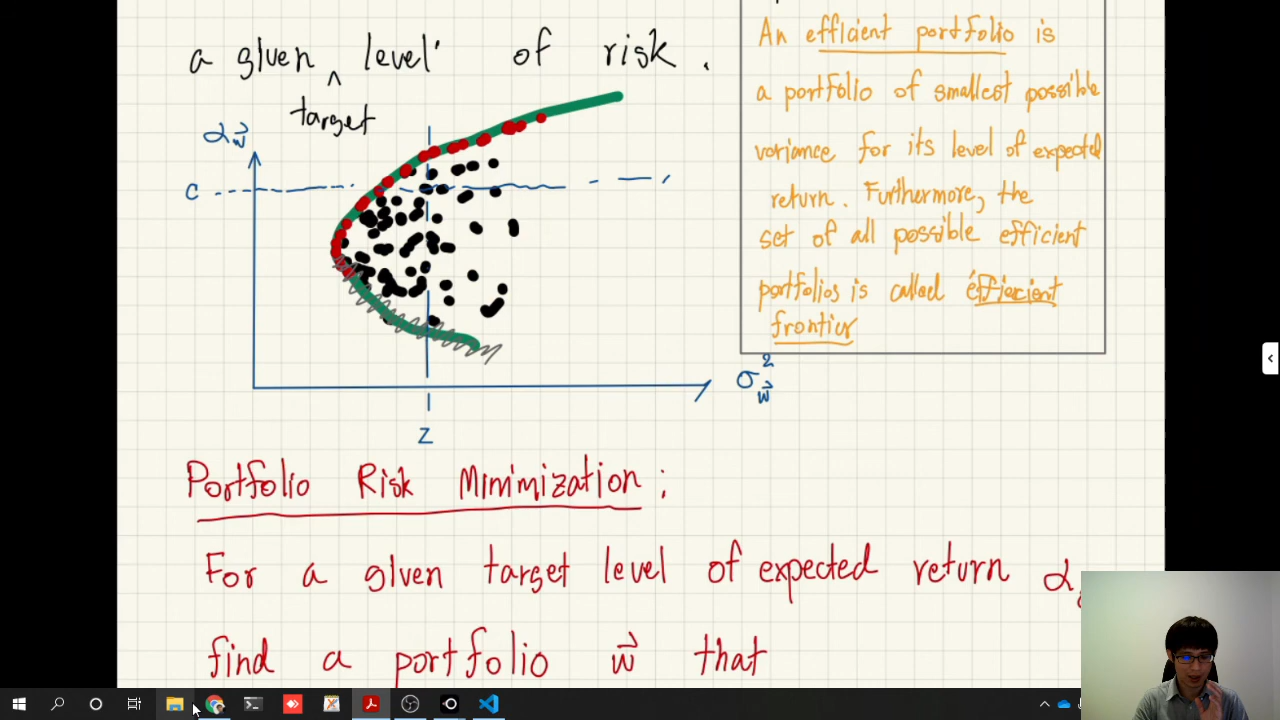 a given level of risk.
target
α_w⃗
c
z
σ²_w⃗
An efficient portfolio is
a portfolio of smallest possible
variance for its level of expected
return. Furthermore, the
set of all possible efficient
portfolios is called efficient
frontier
Portfolio Risk Minimization:
For a given target level of expected return α
find a portfolio w⃗ that